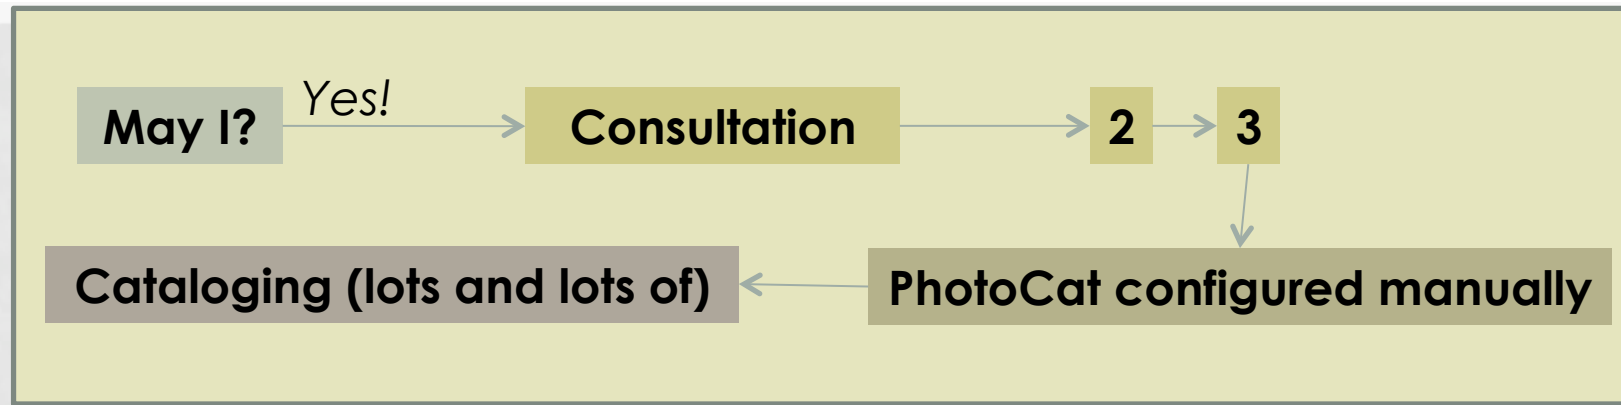 May I?
Yes!
Consultation
2
3
PhotoCat configured manually
Cataloging (lots and lots of)